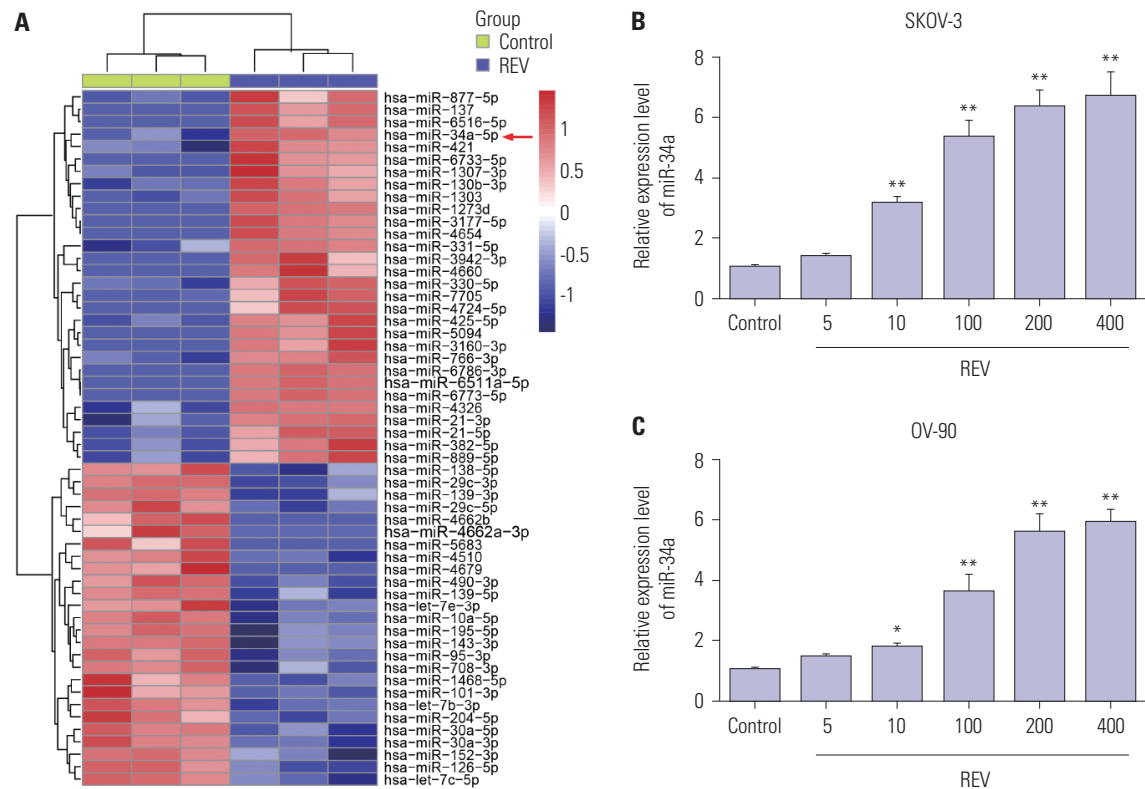 A
Group
Control
REV
hsa-miR-877-5p
hsa-miR-137
hsa-miR-6516-5p
hsa-miR-34a-5p
hsa-miR-421
hsa-miR-6733-5p
hsa-miR-1307-3p
hsa-miR-130b-3p
hsa-miR-1303
hsa-miR-1273d
hsa-miR-3177-5p
hsa-miR-4654
hsa-miR-331-5p
hsa-miR-3942-3p
hsa-miR-4660
hsa-miR-330-5p
hsa-miR-7705
hsa-miR-4724-5p
hsa-miR-425-5p
hsa-miR-5094
hsa-miR-3160-3p
hsa-miR-766-3p
hsa-miR-6786-3p
hsa-miR-6511a-5p
hsa-miR-6773-5p
hsa-miR-4326
hsa-miR-21-3p
hsa-miR-21-5p
hsa-miR-382-5p
hsa-miR-889-5p
hsa-miR-138-5p
hsa-miR-29c-3p
hsa-miR-139-3p
hsa-miR-29c-5p
hsa-miR-4662b
hsa-miR-4662a-3p
hsa-miR-5683
hsa-miR-4510
hsa-miR-4679
hsa-miR-490-3p
hsa-miR-139-5p
hsa-let-7e-3p
hsa-miR-10a-5p
hsa-miR-195-5p
hsa-miR-143-3p
hsa-miR-95-3p
hsa-miR-708-3p
hsa-miR-1468-5p
hsa-miR-101-3p
hsa-let-7b-3p
hsa-miR-204-5p
hsa-miR-30a-5p
hsa-miR-30a-3p
hsa-miR-152-3p
hsa-miR-126-5p
hsa-let-7c-5p
1
0.5
0
-0.5
-1
B
SKOV-3
Relative expression level
of miR-34a
8
6
4
2
0
**
**
**
**
Control
5
10
100
200
400
REV
C
OV-90
Relative expression level
of miR-34a
8
6
4
2
0
*
**
**
**
Control
5
10
100
200
400
REV